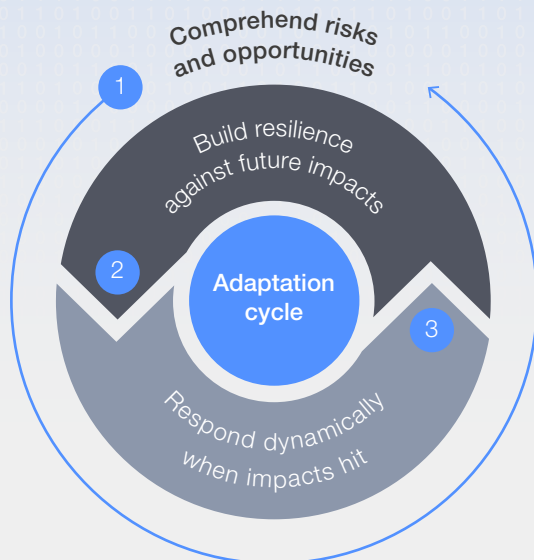 Comprehend risks
and opportunities
1
Build resilience
against future impacts
2
Adaptation
cycle
3
Respond dynamically
when impacts hit